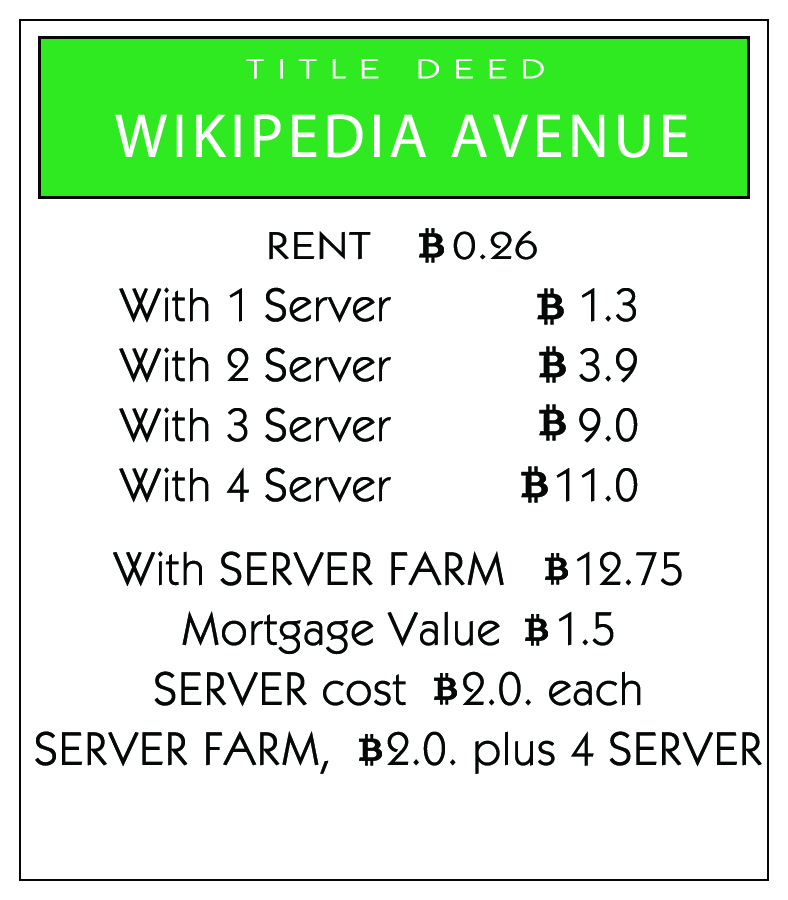 TITLE DEED
WIKIPEDIA AVENUE
RENT ₿0.26
With 1 Server ₿ 1.3
With 2 Server ₿ 3.9
With 3 Server ₿ 9.0
With 4 Server ₿11.0
With SERVER FARM ₿12.75
Mortgage Value ₿1.5
SERVER cost ₿2.0. each
SERVER FARM, ₿2.0. plus 4 SERVER